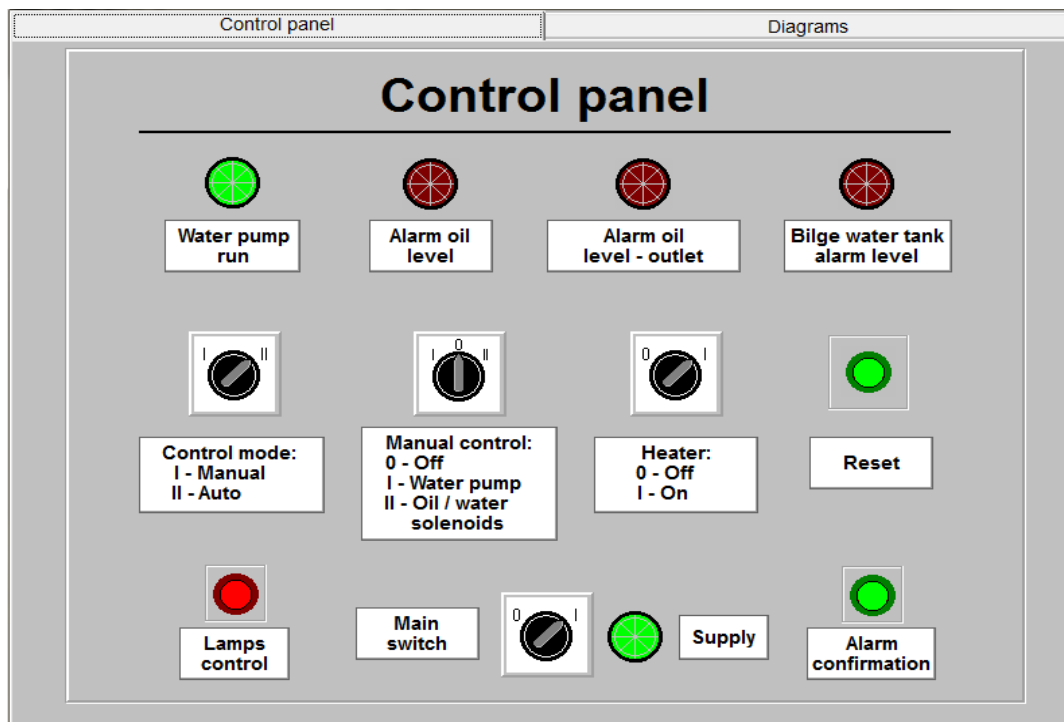 Control panel
Diagrams
Control panel
Water pump
run
Alarm oil
level
Alarm oil
level - outlet
Bilge water tank
alarm level
I II
I 0 II
0 I
Control mode:
I - Manual
II - Auto
Manual control:
0 - Off
I - Water pump
II - Oil / water
solenoids
Heater:
0 - Off
I - On
Reset
Lamps
control
Main
switch
0 I
Supply
Alarm
confirmation